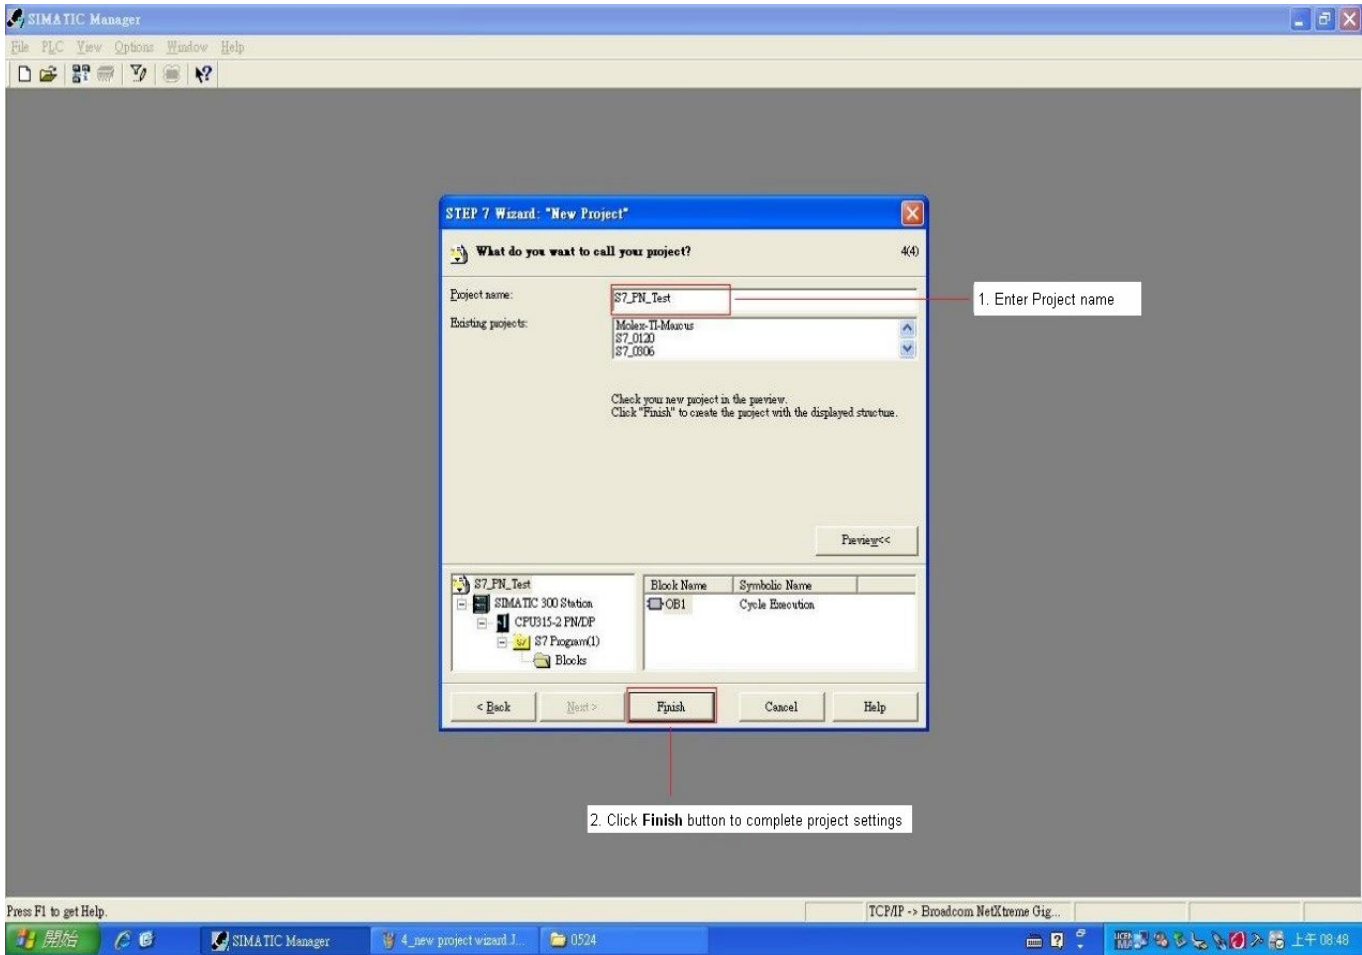 SIMATIC Manager
File PLC View Options Window Help
STEP 7 Wizard: "New Project"
What do you want to call your project? 4(4)
Project name: S7_PN_Test
1. Enter Project name
Existing projects: Molex-TI-Maxous
S7_0120
S7_0306
Check your new project in the preview.
Click "Finish" to create the project with the displayed structure.
Preview<<
S7_PN_Test
SIMATIC 300 Station
CPU315-2 PN/DP
S7 Program(1)
Blocks
Block Name Symbolic Name
OB1 Cycle Execution
< Back Next > Finish Cancel Help
2. Click Finish button to complete project settings
Press F1 to get Help. TCP/IP -> Broadcom NetXtreme Gig...
開始 SIMATIC Manager 4_new project wizard J... 0524 上午 08:48